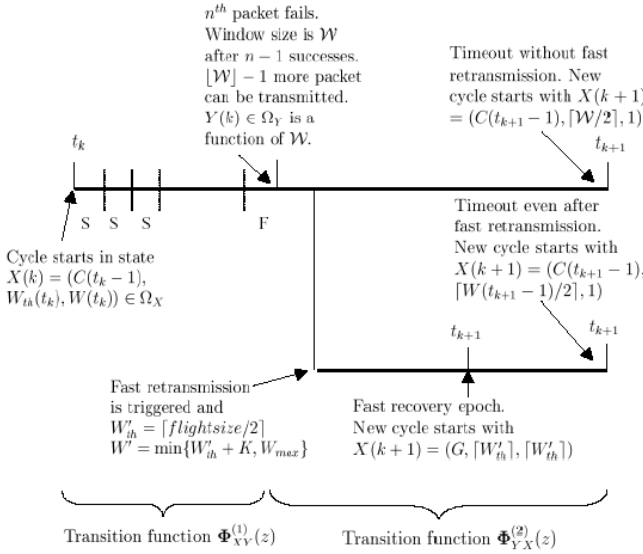 n^th packet fails.
Window size is 𝒲
after n − 1 successes.
⌊𝒲⌋ − 1 more packet
can be transmitted.
Y(k) ∈ Ω_Y is a
function of 𝒲.
Timeout without fast
retransmission. New
cycle starts with X(k + 1)
= (C(t_{k+1} − 1), ⌈𝒲/2⌉, 1)
t_k
t_{k+1}
S S S F
Cycle starts in state
X(k) = (C(t_k − 1),
W_th(t_k), W(t_k)) ∈ Ω_X
Timeout even after
fast retransmission.
New cycle starts with
X(k + 1) = (C(t_{k+1} − 1),
⌈W(t_{k+1} − 1)/2⌉, 1)
t_{k+1}
t_{k+1}
Fast retransmission
is triggered and
W'_th = ⌈flightsize/2⌉
W' = min{W'_th + K, W_max}
Fast recovery epoch.
New cycle starts with
X(k + 1) = (G, ⌈W'_th⌉, ⌈W'_th⌉)
Transition function Φ^(1)_XY(z)
Transition function Φ^(2)_YX(z)